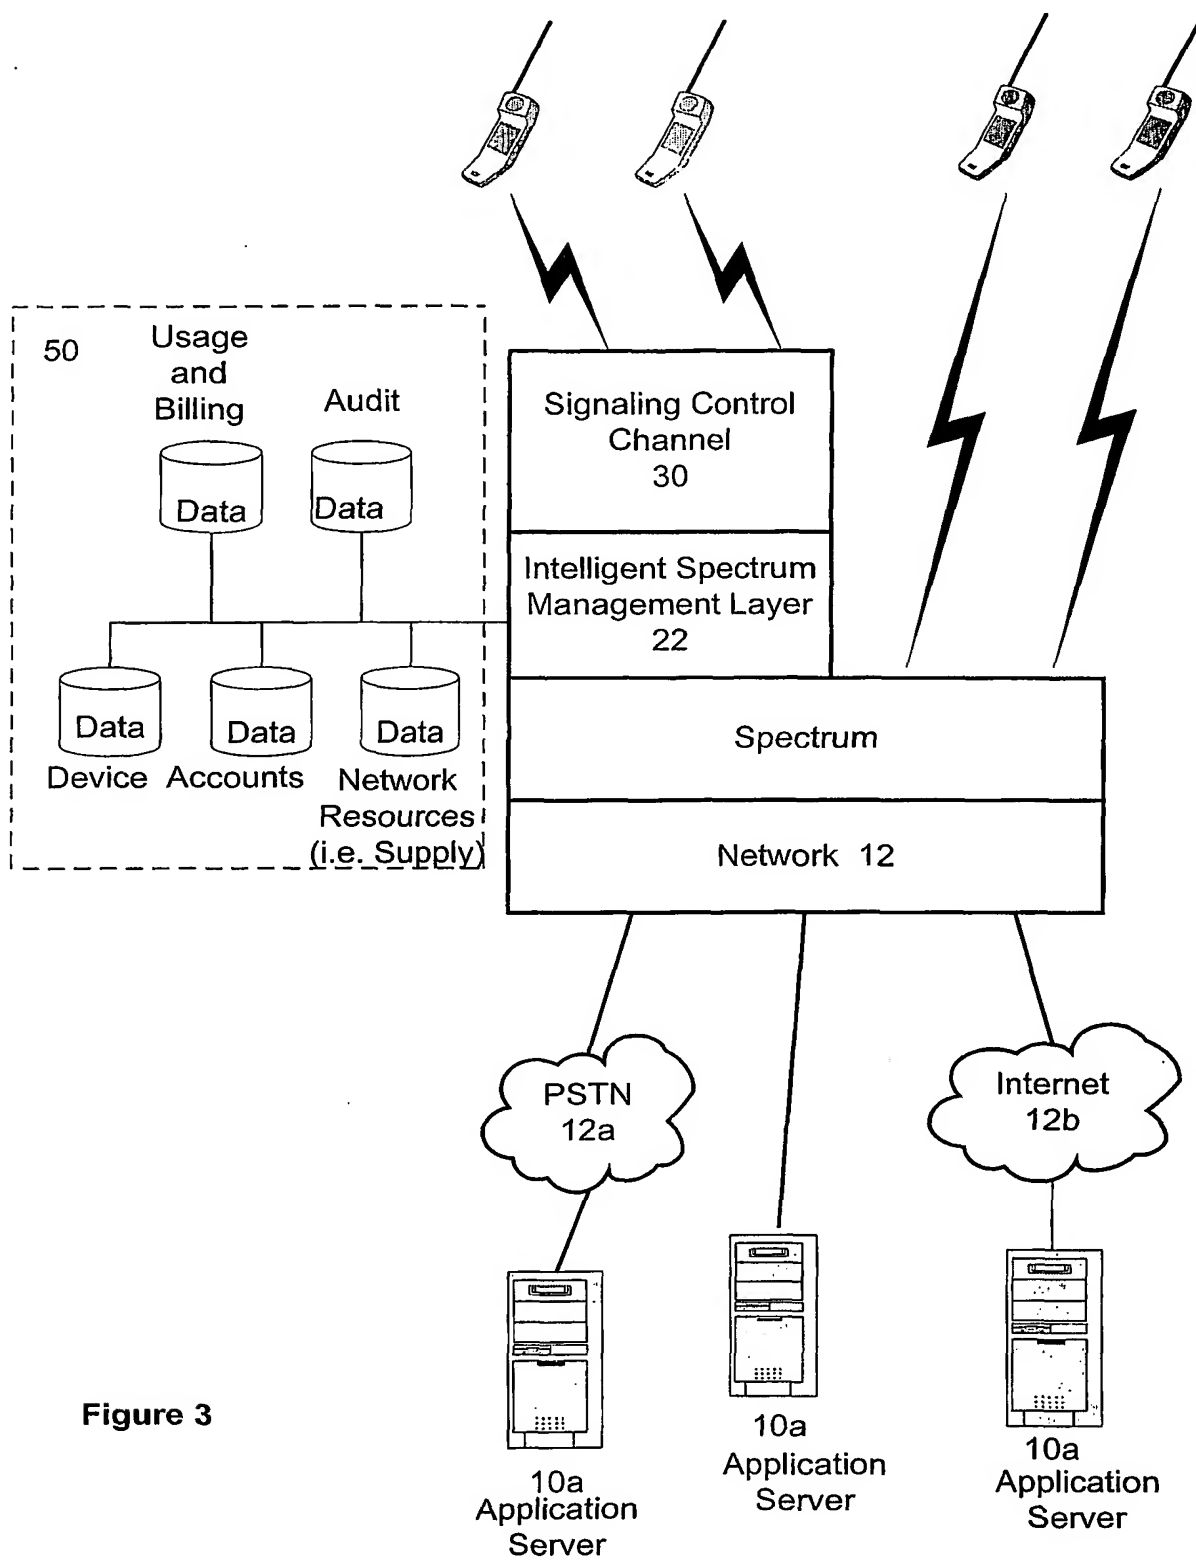 50
Usage
and
Billing
Audit
Data
Data
Data
Data
Data
Device
Accounts
Network
Resources
(i.e. Supply)
Signaling Control
Channel
30
Intelligent Spectrum
Management Layer
22
Spectrum
Network 12
PSTN
12a
Internet
12b
10a
Application
Server
10a
Application
Server
10a
Application
Server
Figure 3